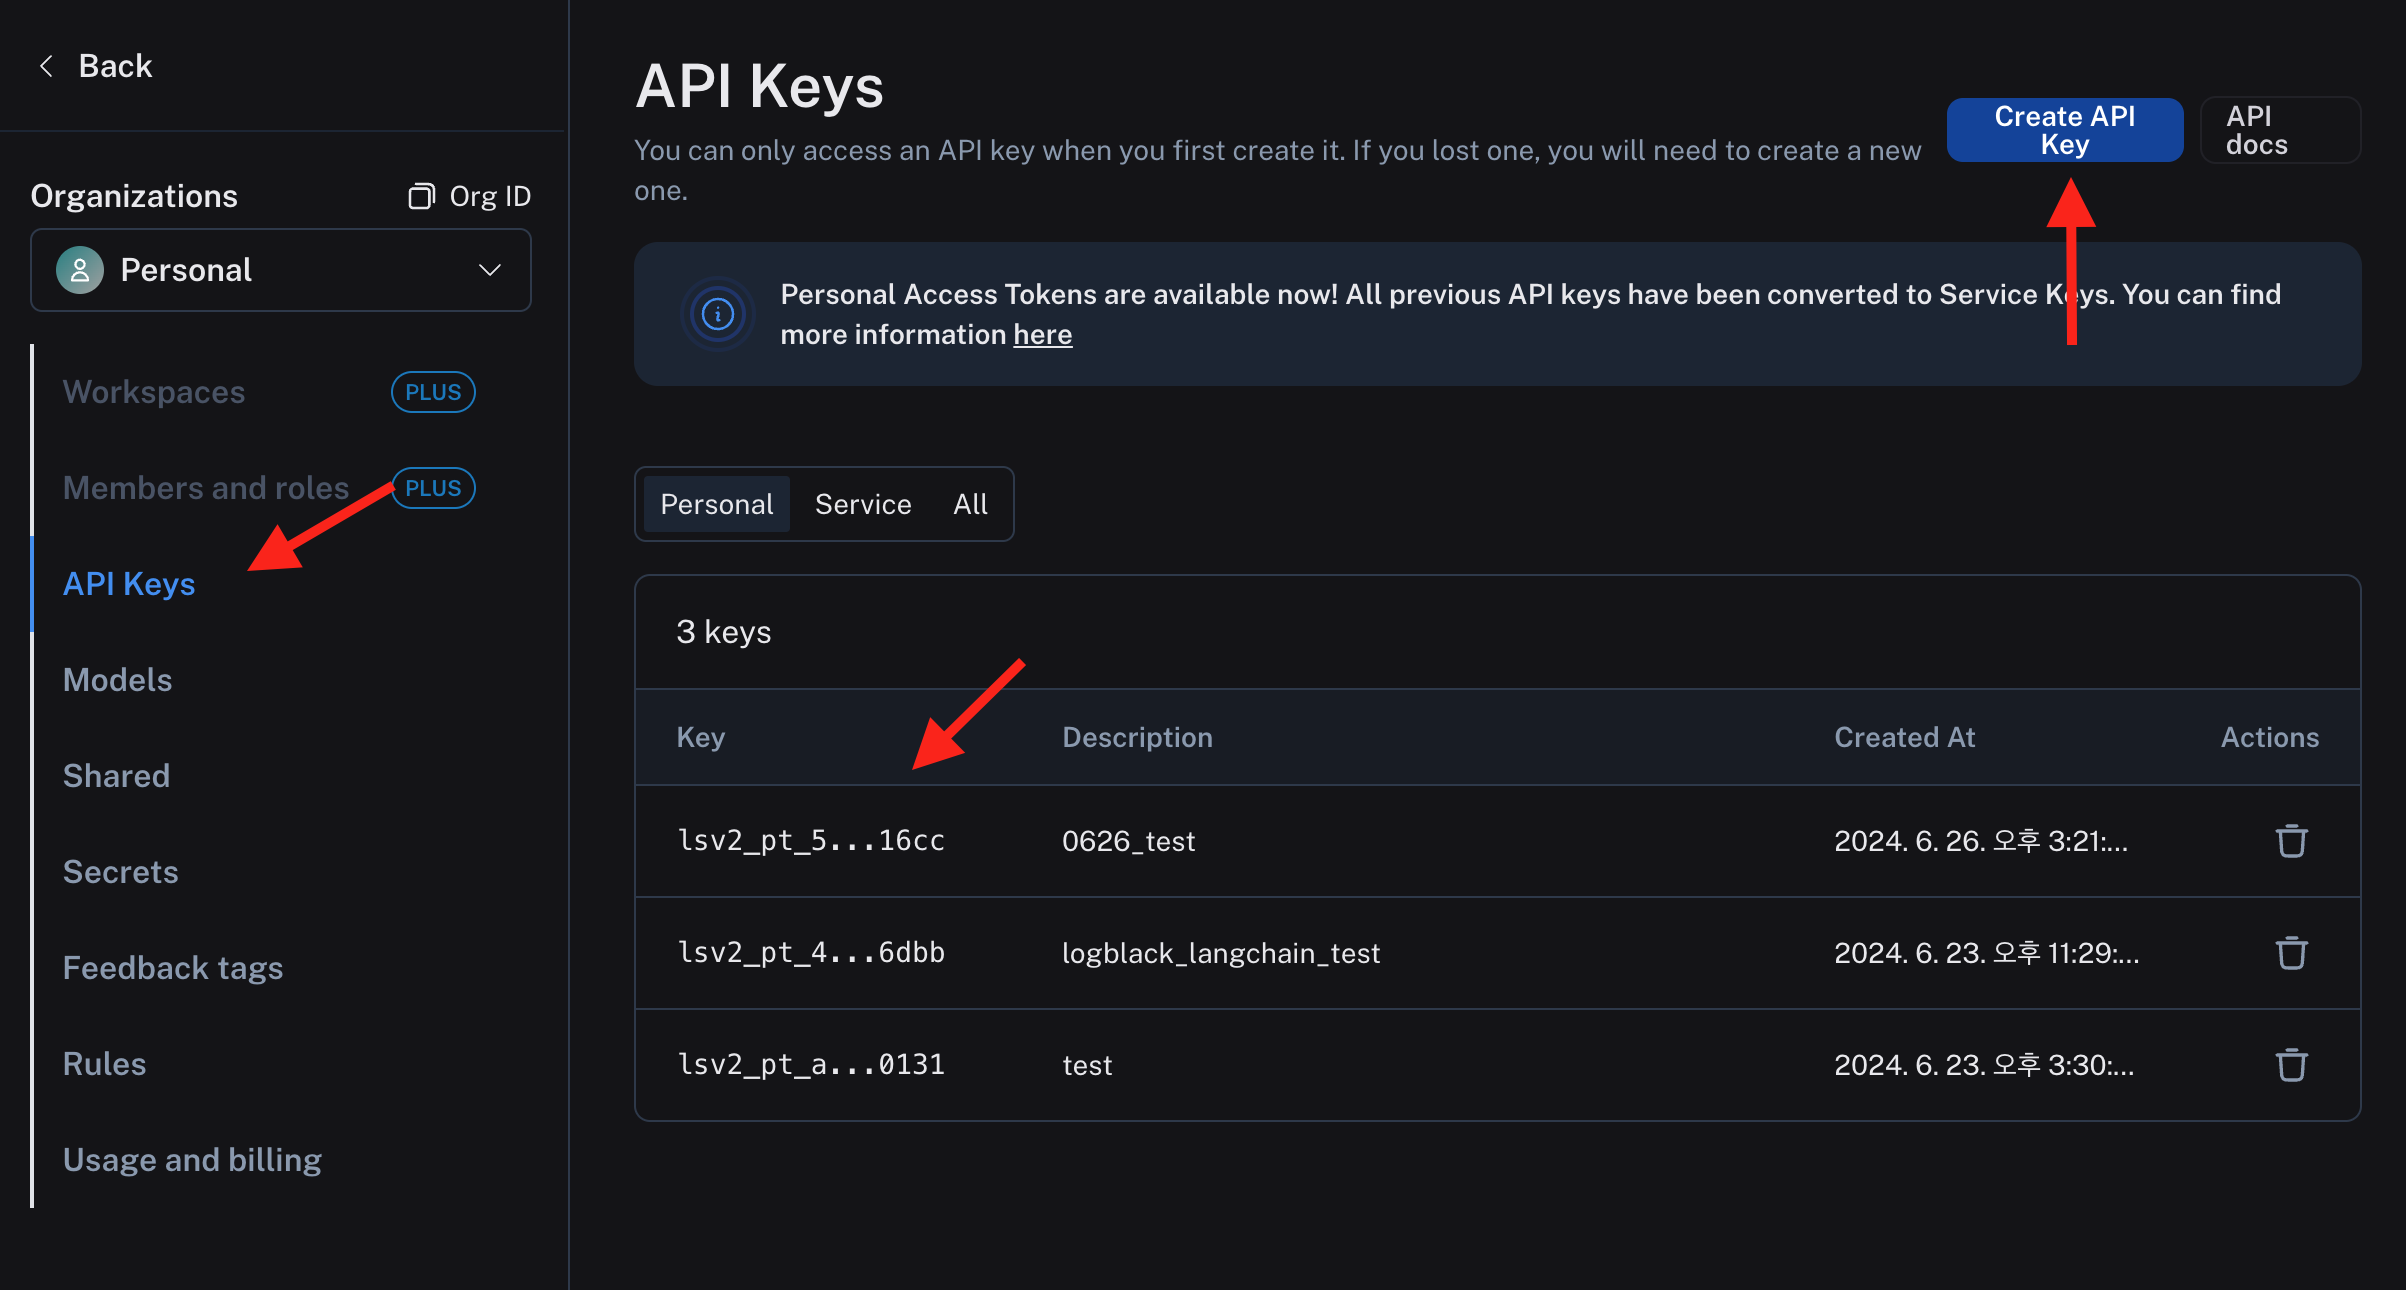 Back
Organizations
Org ID
Personal
Workspaces
PLUS
Members and roles
PLUS
API Keys
Models
Shared
Secrets
Feedback tags
Rules
Usage and billing
API Keys
You can only access an API key when you first create it. If you lost one, you will need to create a new
one.
Create API
Key
API
docs
Personal Access Tokens are available now! All previous API keys have been converted to Service Keys. You can find
more information here
Personal Service All
3 keys
Key Description Created At Actions
lsv2_pt_5...16cc 0626_test 2024. 6. 26. 오후 3:21:...
lsv2_pt_4...6dbb logblack_langchain_test 2024. 6. 23. 오후 11:29:...
lsv2_pt_a...0131 test 2024. 6. 23. 오후 3:30:...